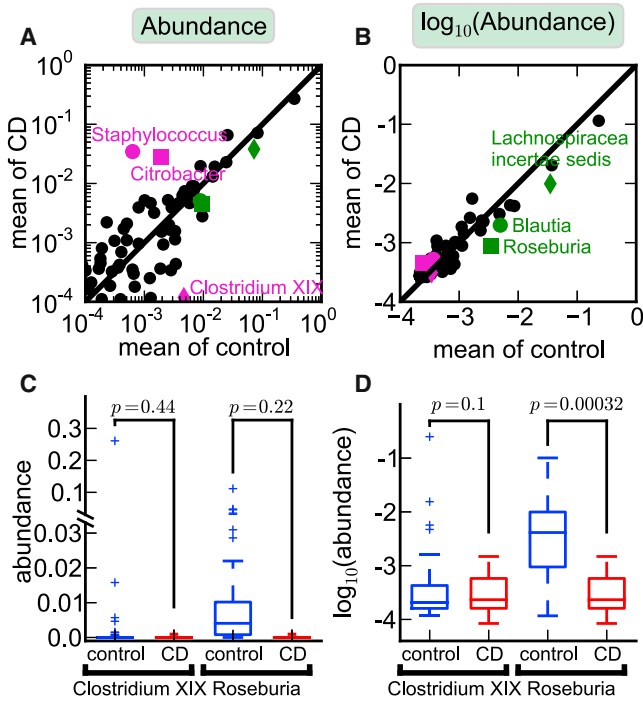 A Abundance
10^0
10^-1
10^-2
10^-3
10^-4
mean of CD
Staphylococcus
Citrobacter
Clostridium XIX
10^-4 10^-3 10^-2 10^-1 10^0
mean of control
B log10(Abundance)
0
−1
−2
−3
−4
mean of CD
Lachnospiracea
incertae sedis
Blautia
Roseburia
−4 −3 −2 −1 0
mean of control
C
p=0.44 p=0.22
0.3
0.2
0.1
0.03
0.02
0.01
0.0
abundance
control CD control CD
Clostridium XIX Roseburia
D
p=0.1 p=0.00032
-1
-2
-3
-4
log10(abundance)
control CD control CD
Clostridium XIX Roseburia